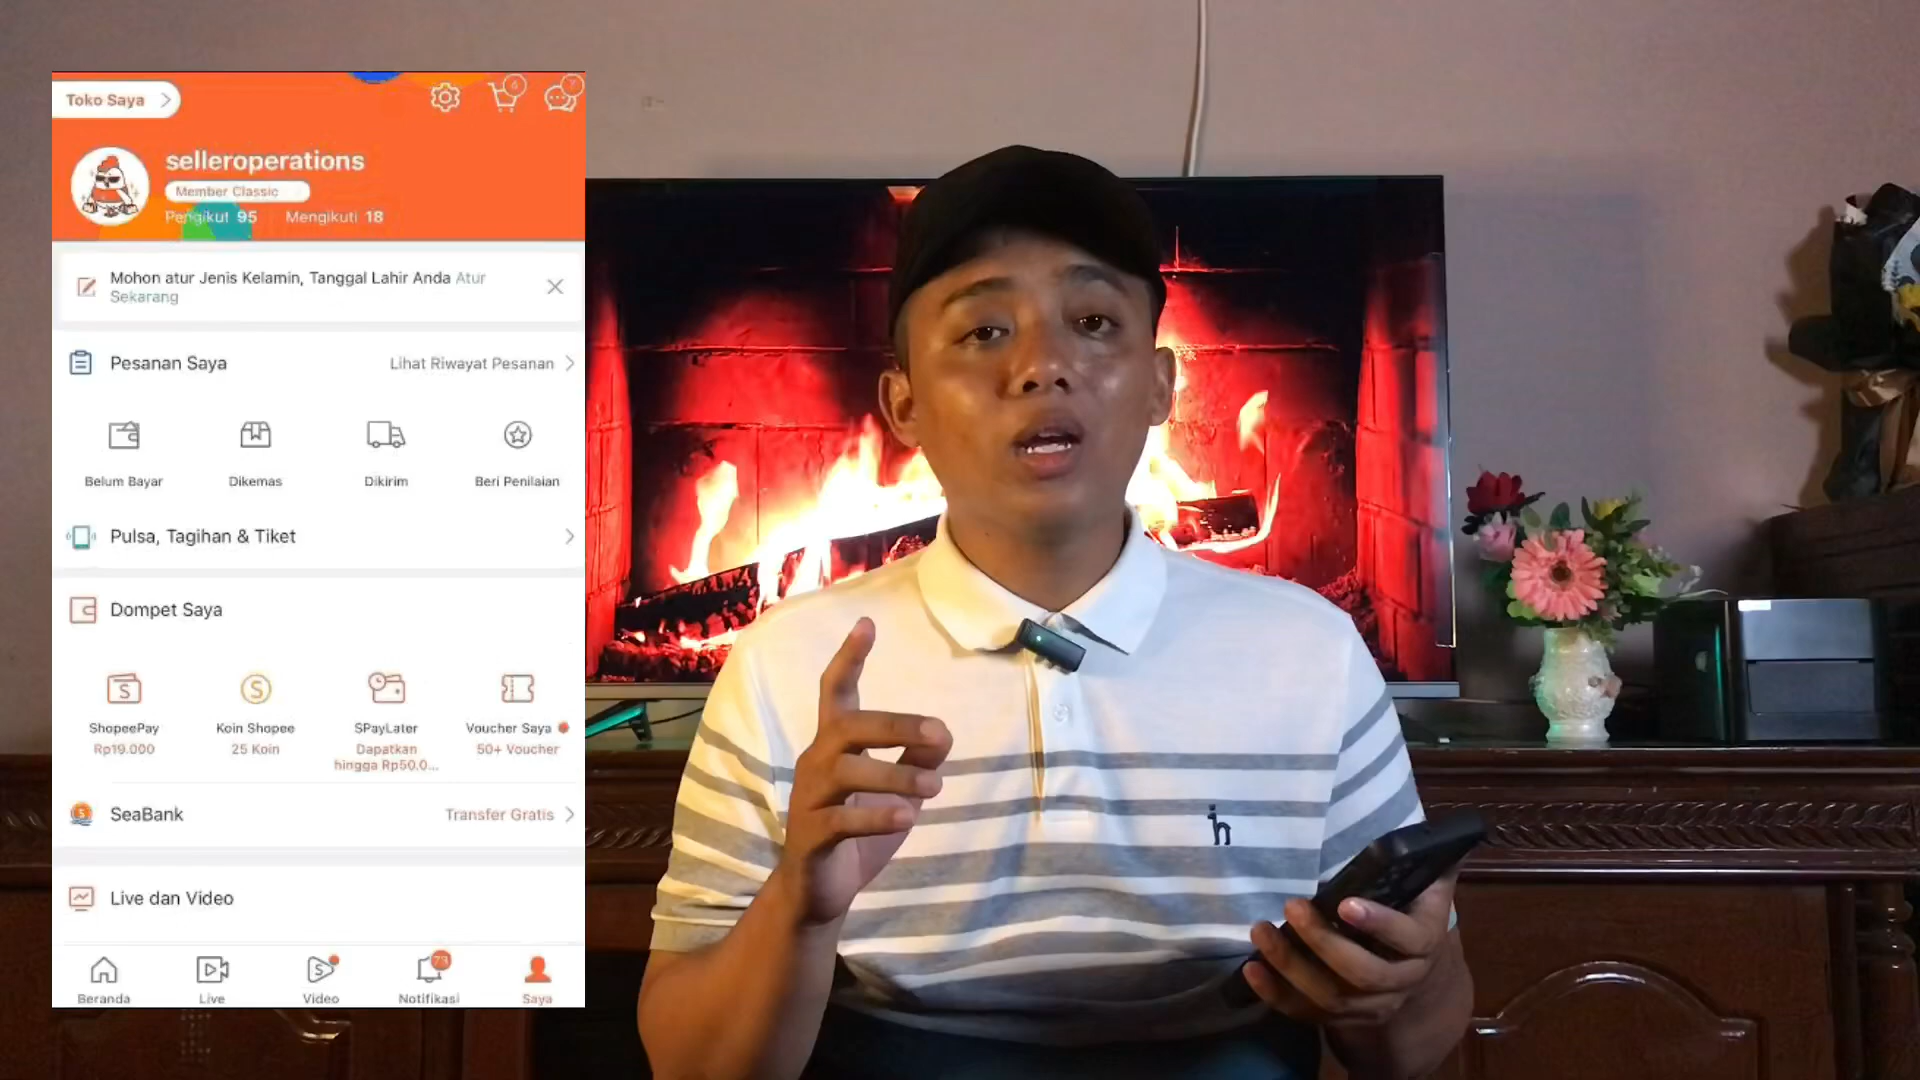 Toko Saya
6
7
selleroperations
Member Classic
Pengikut 95 Mengikuti 18
Mohon atur Jenis Kelamin, Tanggal Lahir Anda Atur
Sekarang
Pesanan Saya
Lihat Riwayat Pesanan
Belum Bayar
Dikemas
Dikirim
Beri Penilaian
Pulsa, Tagihan & Tiket
Dompet Saya
ShopeePay
Rp19.000
Koin Shopee
25 Koin
SPayLater
Dapatkan
hingga Rp50.0...
Voucher Saya
50+ Voucher
SeaBank
Transfer Gratis
Live dan Video
73
Beranda
Live
Video
Notifikasi
Saya
h